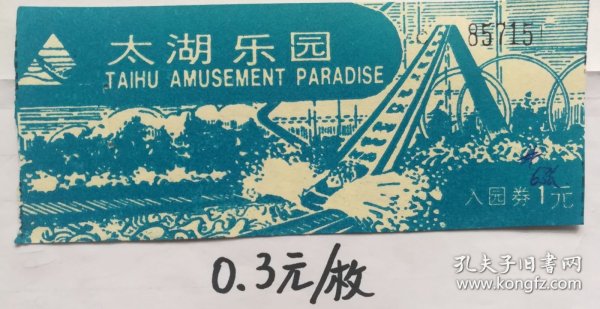 太湖乐园
85715
TAIHU AMUSEMENT PARADISE
入园券1元
0.3元/枚
孔夫子旧书网
www.kongfz.com